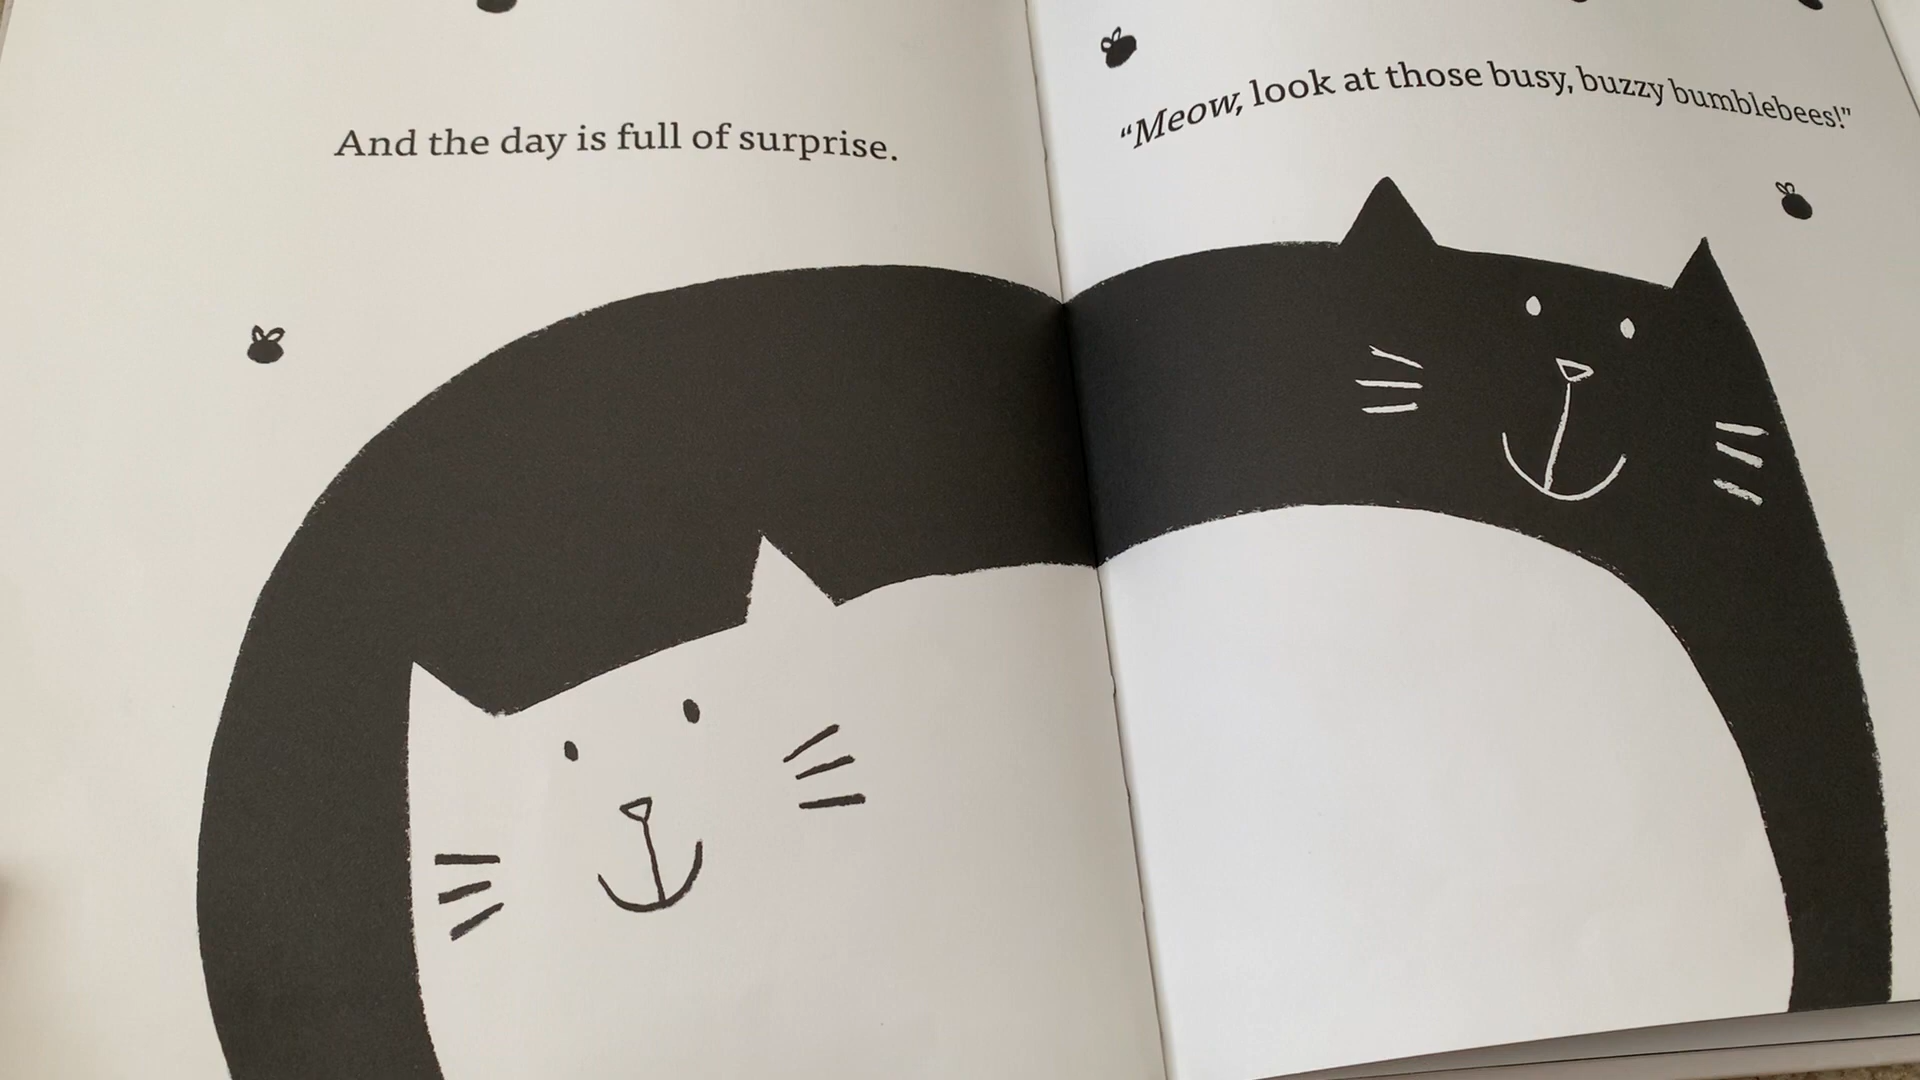 And the day is full of surprise.
“Meow, look at those busy, buzzy bumblebees!”